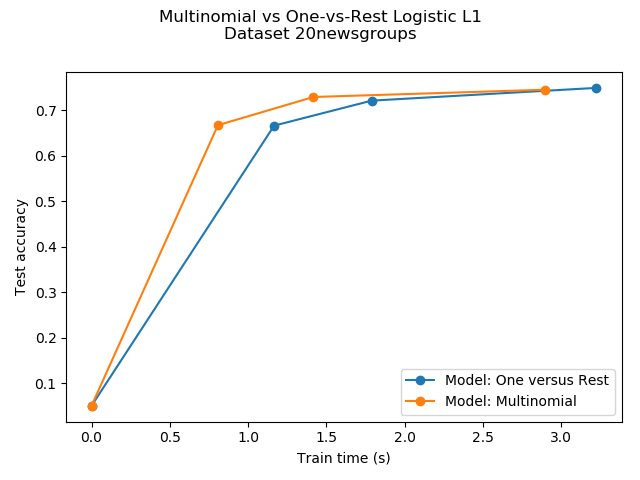 Multinomial vs One-vs-Rest Logistic L1
Dataset 20newsgroups
Test accuracy
0.7
0.6
0.5
0.4
0.3
0.2
0.1
Model: One versus Rest
Model: Multinomial
0.0 0.5 1.0 1.5 2.0 2.5 3.0
Train time (s)